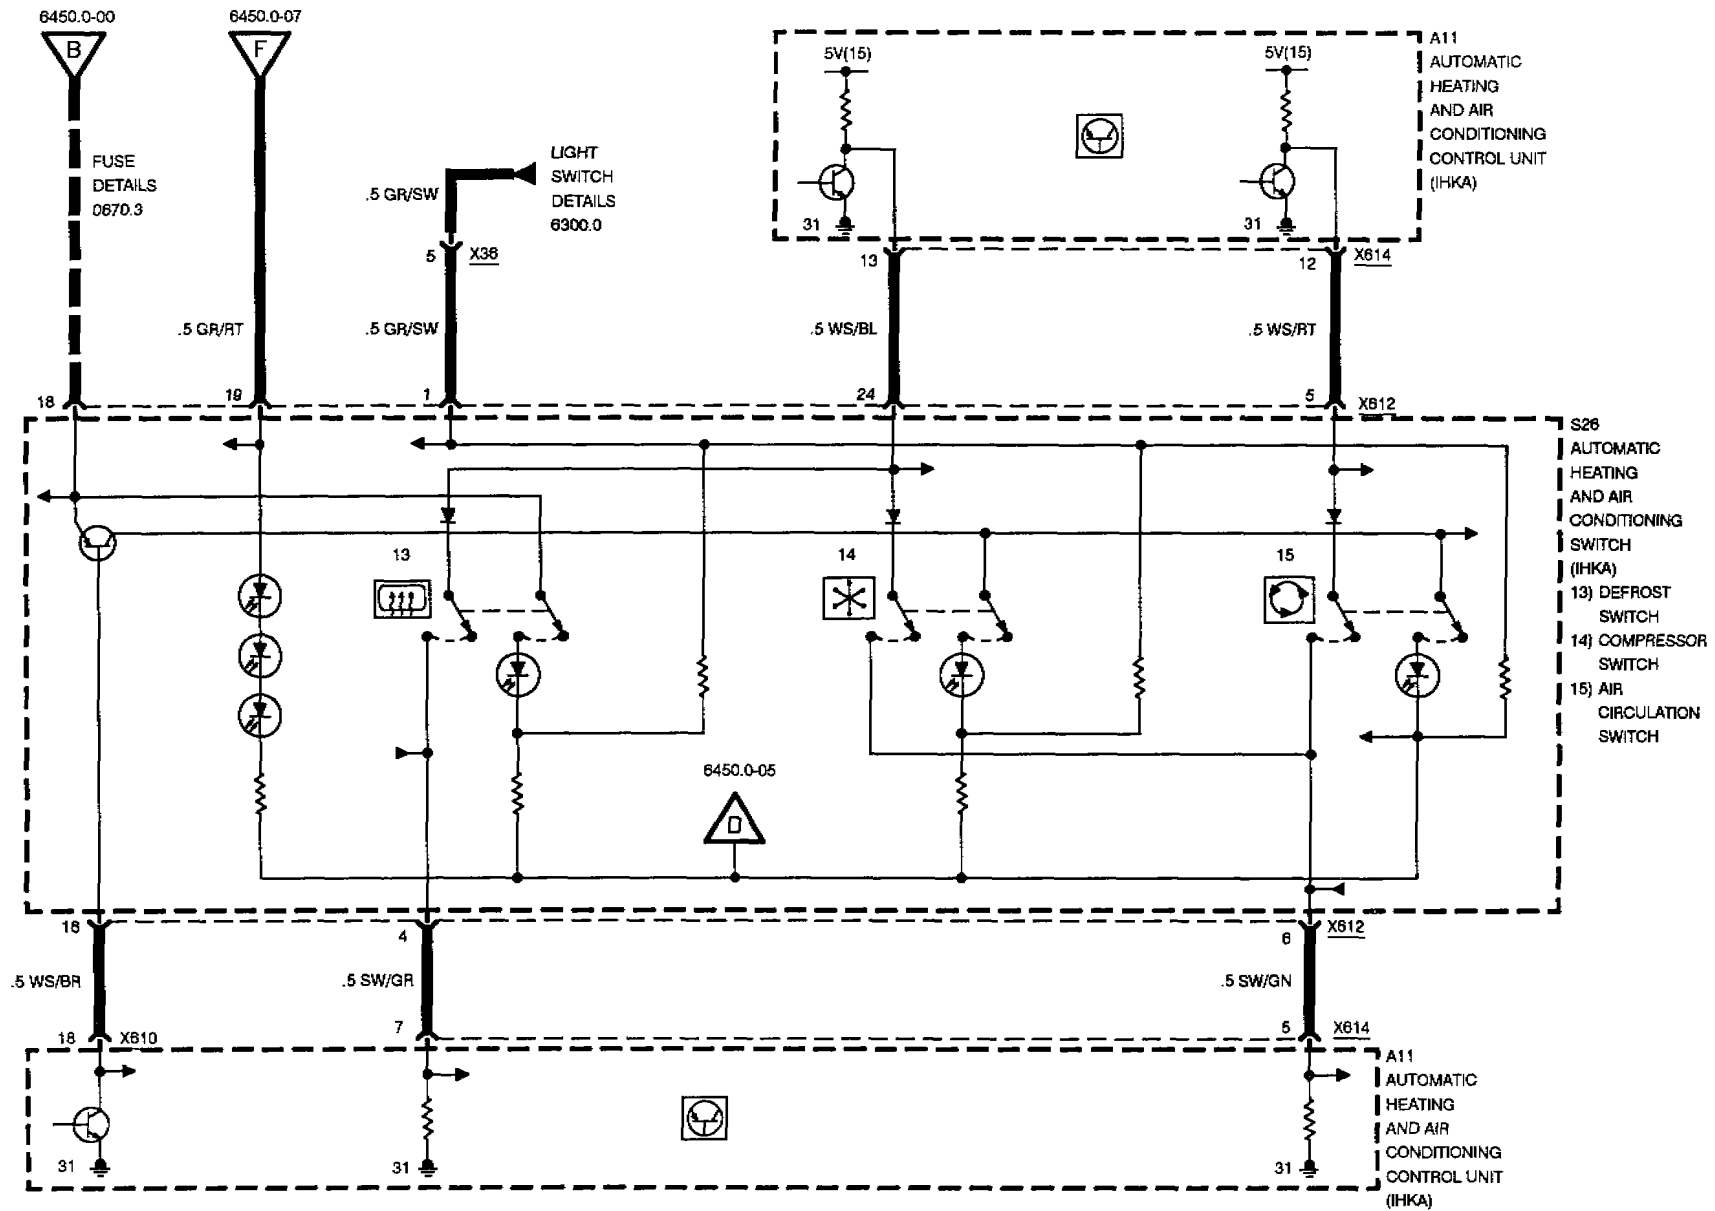 6450.0-00
6450.0-07
B
F
FUSE
DETAILS
0670.3
.5 GR/SW
LIGHT
SWITCH
DETAILS
6300.0
5V(15)
5V(15)
31
31
A11
AUTOMATIC
HEATING
AND AIR
CONDITIONING
CONTROL UNIT
(IHKA)
5
X36
13
12
X614
.5 GR/RT
.5 GR/SW
.5 WS/BL
.5 WS/RT
18
19
1
24
5
X612
S26
AUTOMATIC
HEATING
AND AIR
CONDITIONING
SWITCH
(IHKA)
13) DEFROST
SWITCH
14) COMPRESSOR
SWITCH
15) AIR
CIRCULATION
SWITCH
13
14
15
6450.0-05
D
16
4
6
X612
.5 WS/BR
.5 SW/GR
.5 SW/GN
18
X610
7
5
X614
31
31
31
A11
AUTOMATIC
HEATING
AND AIR
CONDITIONING
CONTROL UNIT
(IHKA)